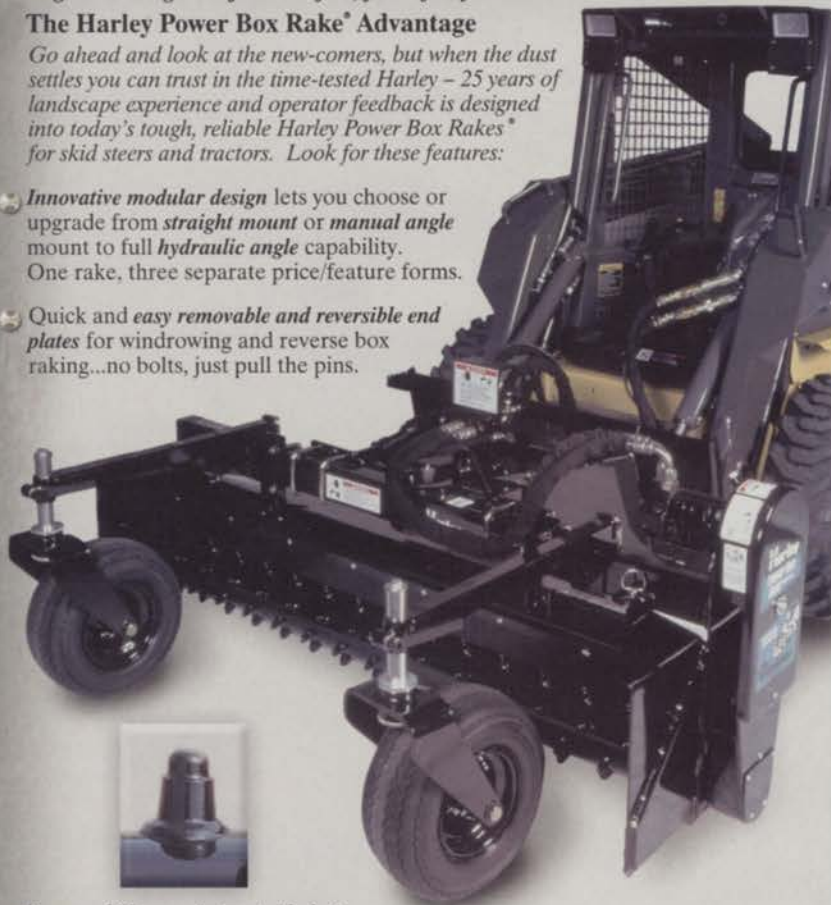 The Harley Power Box Rake® Advantage
Go ahead and look at the new-comers, but when the dust
settles you can trust in the time-tested Harley – 25 years of
landscape experience and operator feedback is designed
into today's tough, reliable Harley Power Box Rakes®
for skid steers and tractors. Look for these features:
Innovative modular design lets you choose or
upgrade from straight mount or manual angle
mount to full hydraulic angle capability.
One rake, three separate price/feature forms.
Quick and easy removable and reversible end
plates for windrowing and reverse box
raking...no bolts, just pull the pins.
Harley